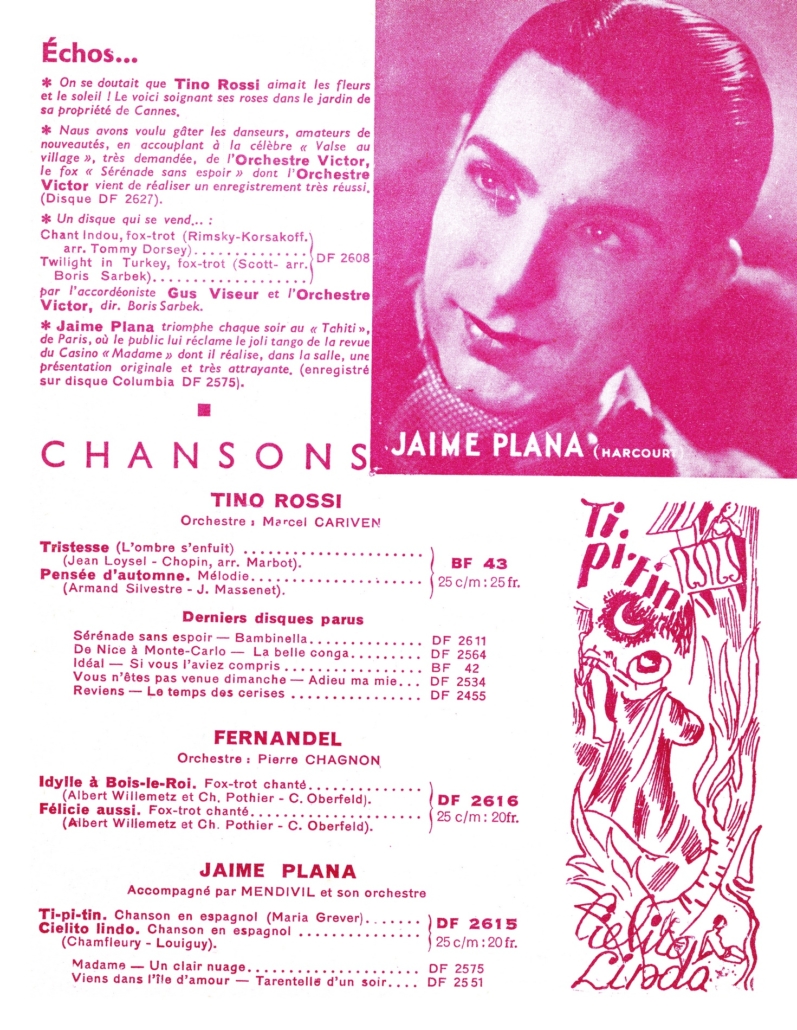 Échos...
* On se doutait que Tino Rossi aimait les fleurs
et le soleil ! Le voici soignant ses roses dans le jardin de
sa propriété de Cannes.
* Nous avons voulu gâter les danseurs, amateurs de
nouveautés, en accouplant à la célèbre « Valse au
village », très demandée, de l'Orchestre Victor,
le fox « Sérénade sans espoir » dont l'Orchestre
Victor vient de réaliser un enregistrement très réussi.
(Disque DF 2627).
* Un disque qui se vend... :
Chant Indou, fox-trot (Rimsky-Korsakoff.
arr. Tommy Dorsey)..............
Twilight in Turkey, fox-trot (Scott- arr.
Boris Sarbek)....................
DF 2608
par l'accordéoniste Gus Viseur et l'Orchestre
Victor, dir. Boris Sarbek.
* Jaime Plana triomphe chaque soir au « Tahiti »,
de Paris, où le public lui réclame le joli tango de la revue
du Casino « Madame » dont il réalise, dans la salle, une
présentation originale et très attrayante. (enregistré
sur disque Columbia DF 2575).
JAIME PLANA (HARCOURT)
CHANSONS
TINO ROSSI
Orchestre : Marcel CARIVEN
Tristesse (L'ombre s'enfuit) ........................
(Jean Loysel - Chopin, arr. Marbot).
Pensée d'automne. Mélodie.......................
(Armand Silvestre - J. Massenet).
BF 43
25 c/m : 25 fr.
Derniers disques parus
Sérénade sans espoir — Bambinella.............. DF 2611
De Nice à Monte-Carlo — La belle conga......... DF 2564
Idéal — Si vous l'aviez compris ................. BF 42
Vous n'êtes pas venue dimanche — Adieu ma mie... DF 2534
Reviens — Le temps des cerises ................ DF 2455
FERNANDEL
Orchestre : Pierre CHAGNON
Idylle à Bois-le-Roi. Fox-trot chanté...............
(Albert Willemetz et Ch. Pothier - C. Oberfeld).
Félicie aussi. Fox-trot chanté.......................
(Albert Willemetz et Ch. Pothier - C. Oberfeld).
DF 2616
25 c/m : 20fr.
JAIME PLANA
Accompagné par MENDIVIL et son orchestre
Ti-pi-tin. Chanson en espagnol (Maria Grever)........
Cielito lindo. Chanson en espagnol ................
(Chamfleury - Louiguy).
DF 2615
25 c/m : 20 fr.
Madame — Un clair nuage....................... DF 2575
Viens dans l'île d'amour — Tarentelle d'un soir.... DF 2551
Ti.
pi-tin
Cielito
Lindo